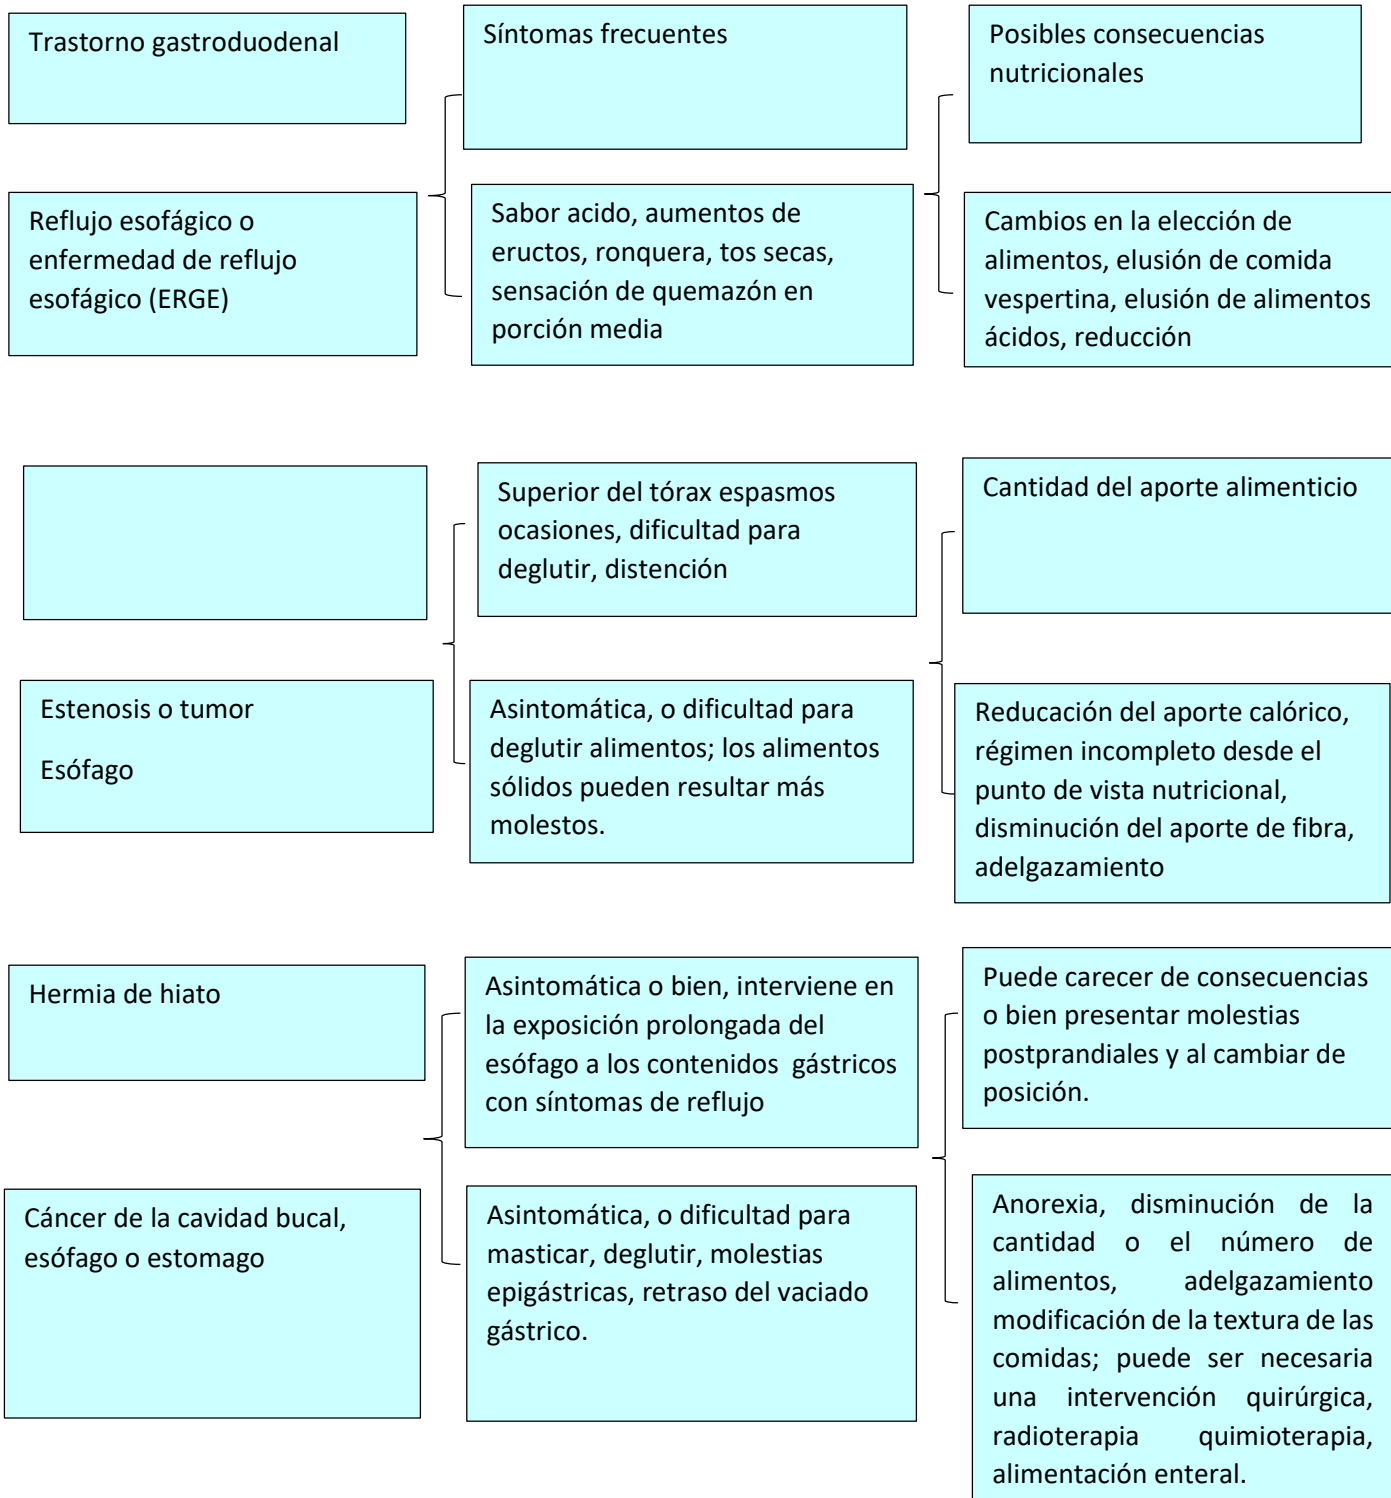 Trastorno gastroduodenal
Síntomas frecuentes
Posibles consecuencias
nutricionales
Reflujo esofágico o
enfermedad de reflujo
esofágico (ERGE)
Sabor acido, aumentos de
eructos, ronquera, tos secas,
sensación de quemazón en
porción media
Cambios en la elección de
alimentos, elusión de comida
vespertina, elusión de alimentos
ácidos, reducción
Superior del tórax espasmos
ocasiones, dificultad para
deglutir, distención
Cantidad del aporte alimenticio
Estenosis o tumor
Esófago
Asintomática, o dificultad para
deglutir alimentos; los alimentos
sólidos pueden resultar más
molestos.
Reducación del aporte calórico,
régimen incompleto desde el
punto de vista nutricional,
disminución del aporte de fibra,
adelgazamiento
Hermia de hiato
Asintomática o bien, interviene en
la exposición prolongada del
esófago a los contenidos gástricos
con síntomas de reflujo
Puede carecer de consecuencias
o bien presentar molestias
postprandiales y al cambiar de
posición.
Cáncer de la cavidad bucal,
esófago o estomago
Asintomática, o dificultad para
masticar, deglutir, molestias
epigástricas, retraso del vaciado
gástrico.
Anorexia, disminución de la
cantidad o el número de
alimentos, adelgazamiento
modificación de la textura de las
comidas; puede ser necesaria
una intervención quirúrgica,
radioterapia quimioterapia,
alimentación enteral.